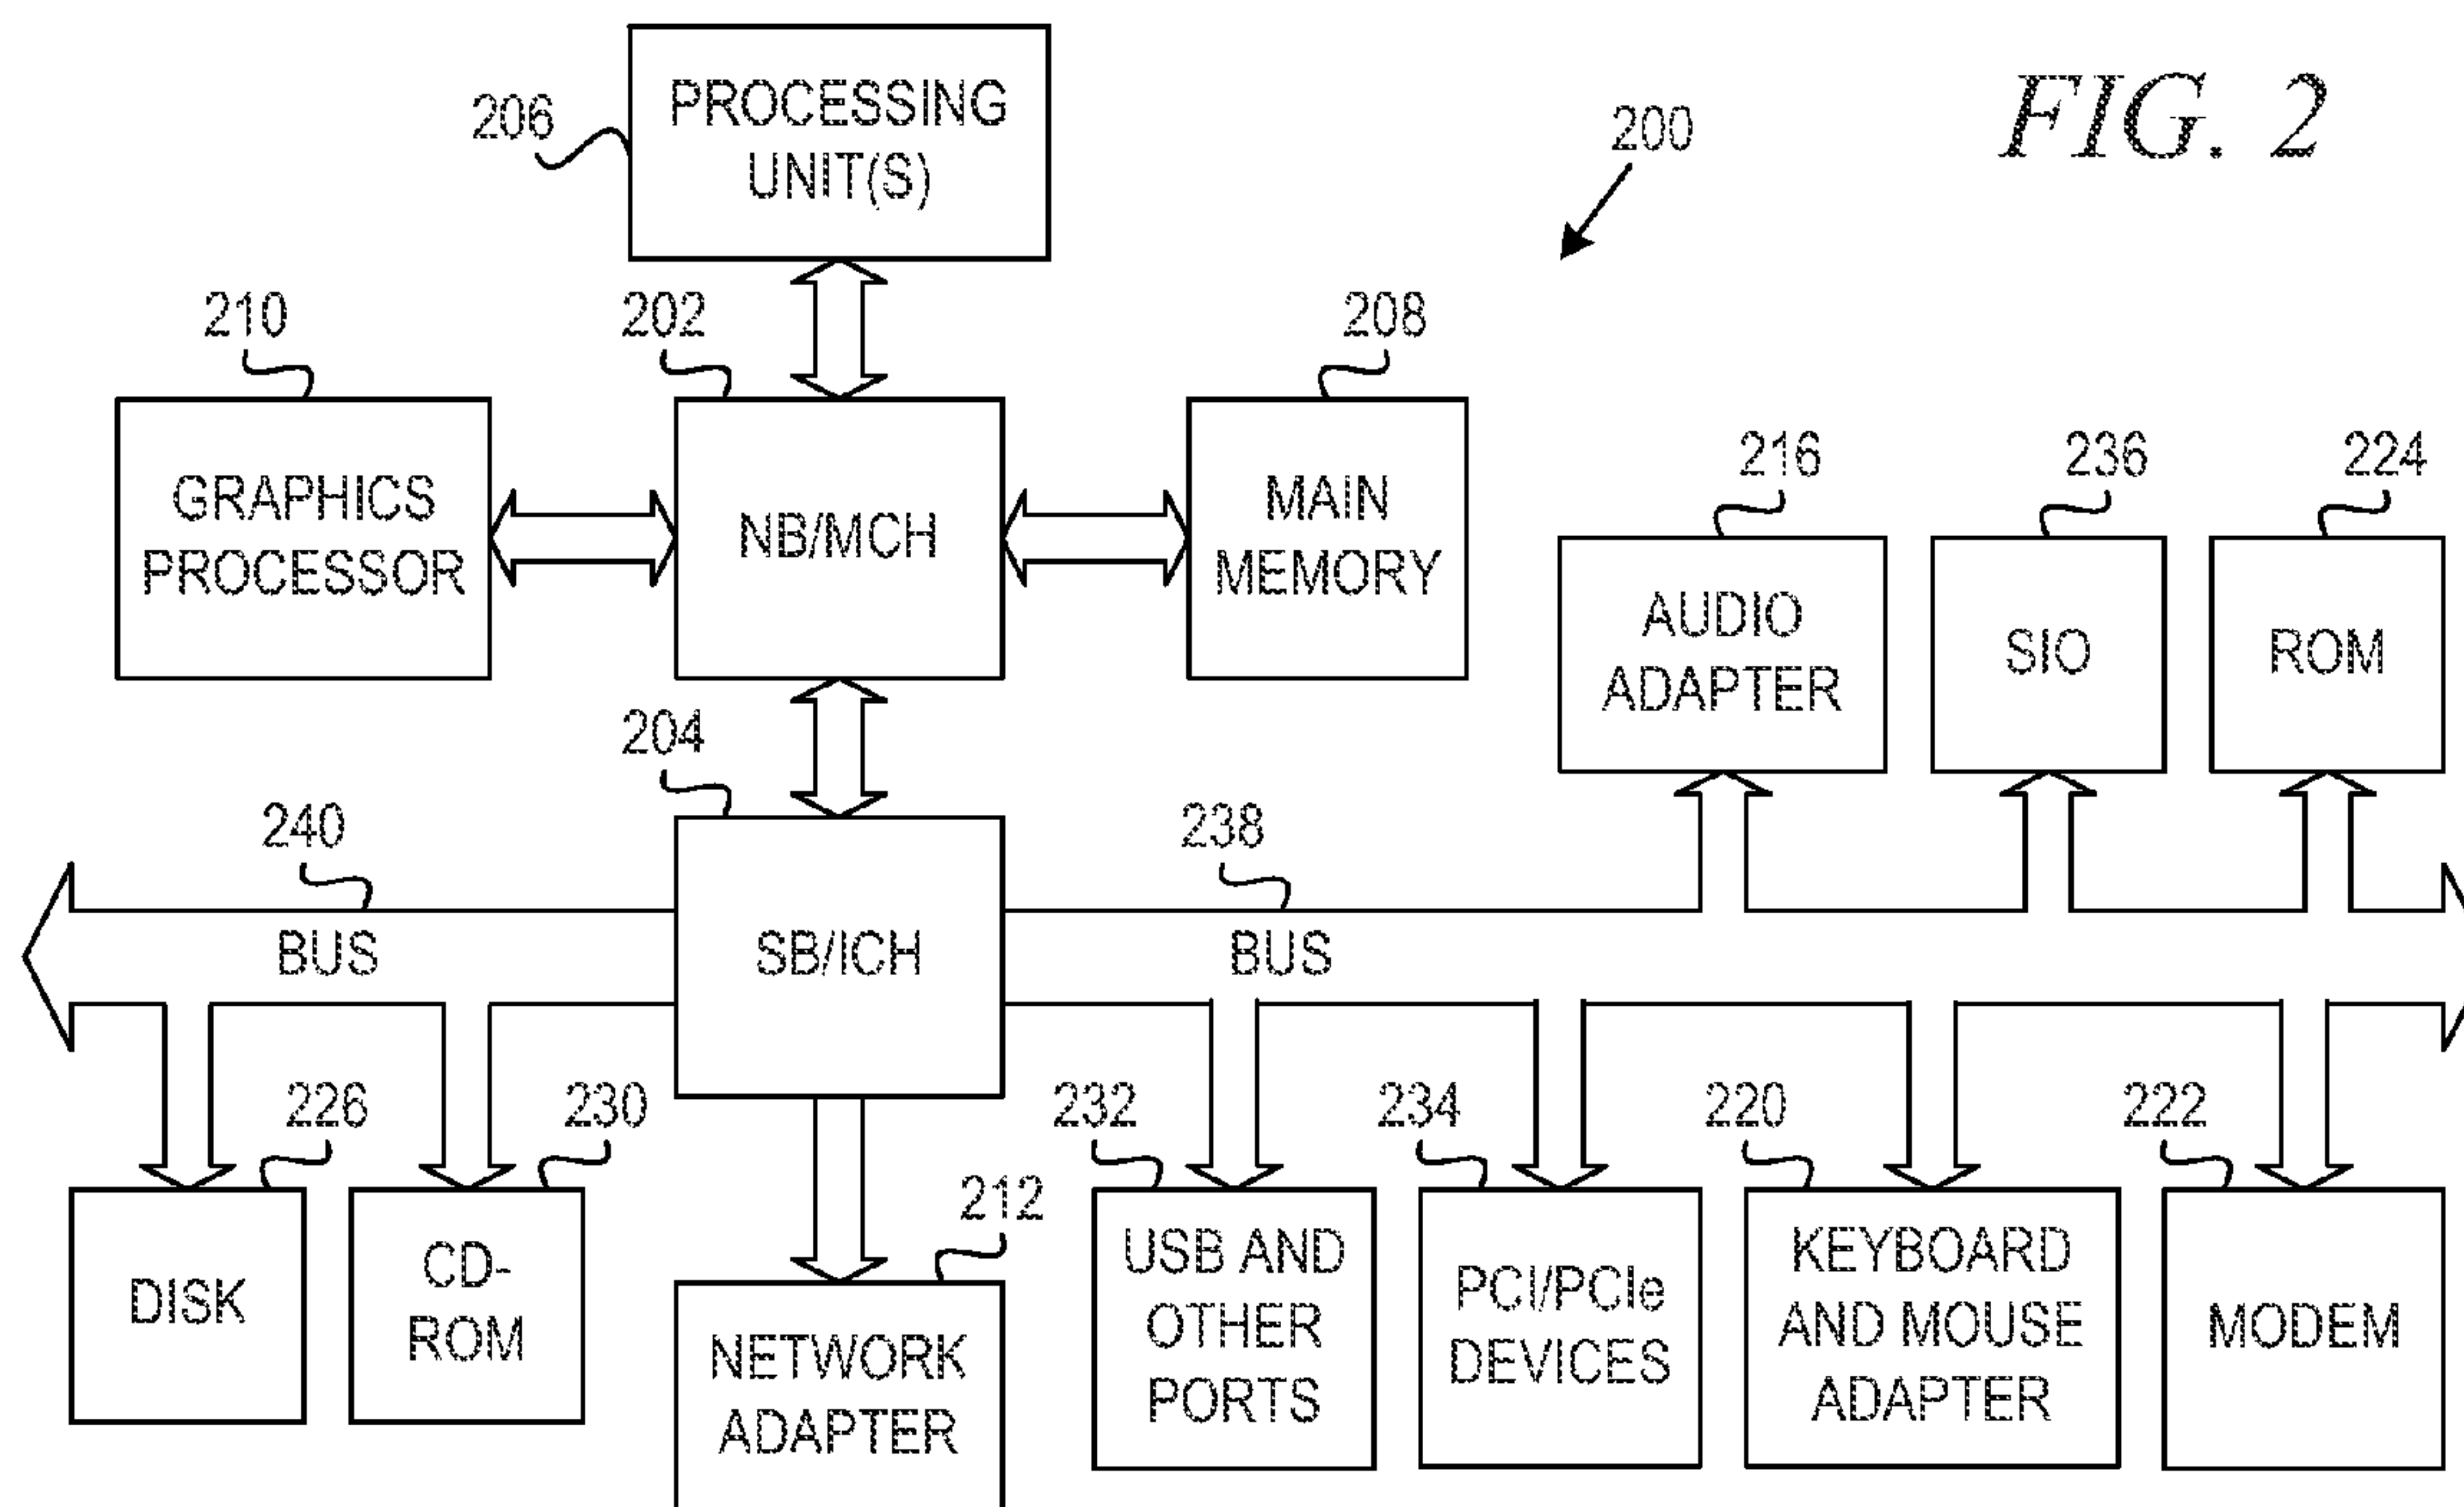 FIG. 2
200
206
PROCESSING
UNIT(S)
210
202
208
GRAPHICS
PROCESSOR
NB/MCH
MAIN
MEMORY
216
236
224
AUDIO
ADAPTER
SIO
ROM
204
240
238
BUS
SB/ICH
BUS
226
230
232
234
220
222
212
DISK
CD-
ROM
NETWORK
ADAPTER
USB AND
OTHER
PORTS
PCI/PCIe
DEVICES
KEYBOARD
AND MOUSE
ADAPTER
MODEM